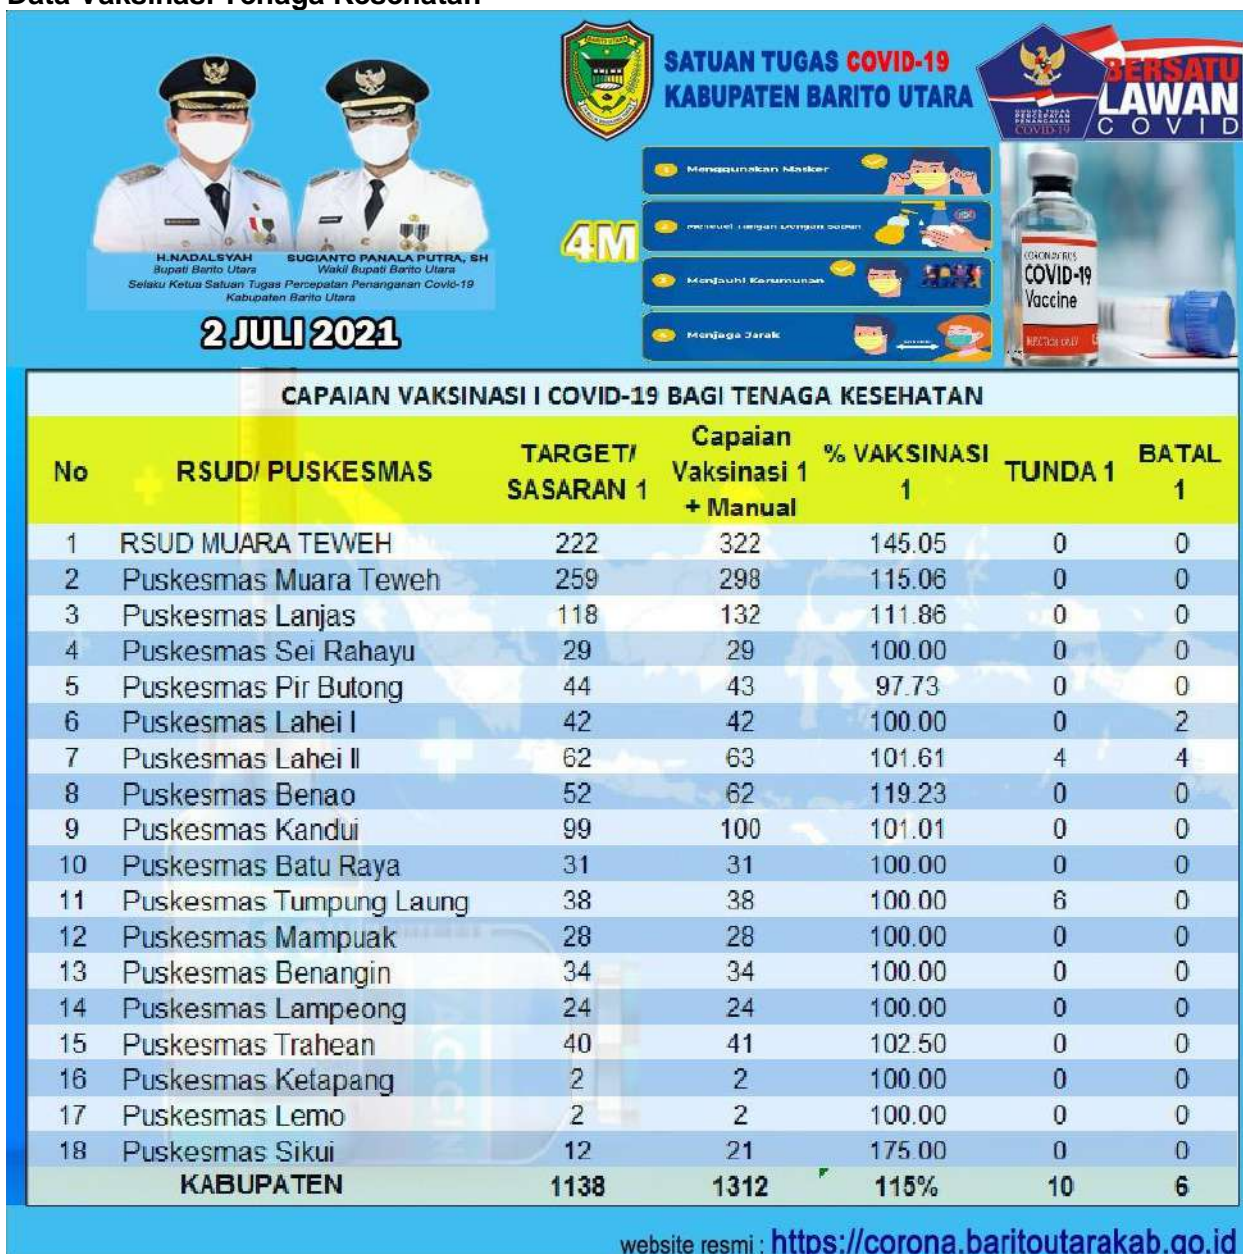 Data Vaksinasi Tenaga Kesehatan
SATUAN TUGAS COVID-19
KABUPATEN BARITO UTARA
BERSATU
LAWAN
COVID
COVID-19
H.NADALSYAH
Bupati Barito Utara
SUGIANTO PANALA PUTRA, SH
Wakil Bupati Barito Utara
Selaku Ketua Satuan Tugas Percepatan Penanganan Covid-19
Kabupaten Barito Utara
2 JULI 2021
4M
1 Menggunakan Masker
2 Mencuci Tangan Dengan Sabun
3 Menjauhi Kerumunan
4 Menjaga Jarak
CORONAVIRUS
COVID-19
Vaccine
INJECTION ONLY
CAPAIAN VAKSINASI I COVID-19 BAGI TENAGA KESEHATAN
No RSUD/ PUSKESMAS TARGET/ SASARAN 1 Capaian Vaksinasi 1 + Manual % VAKSINASI 1 TUNDA 1 BATAL 1
1 RSUD MUARA TEWEH 222 322 145.05 0 0
2 Puskesmas Muara Teweh 259 298 115.06 0 0
3 Puskesmas Lanjas 118 132 111.86 0 0
4 Puskesmas Sei Rahayu 29 29 100.00 0 0
5 Puskesmas Pir Butong 44 43 97.73 0 0
6 Puskesmas Lahei I 42 42 100.00 0 2
7 Puskesmas Lahei II 62 63 101.61 4 4
8 Puskesmas Benao 52 62 119.23 0 0
9 Puskesmas Kandui 99 100 101.01 0 0
10 Puskesmas Batu Raya 31 31 100.00 0 0
11 Puskesmas Tumpung Laung 38 38 100.00 6 0
12 Puskesmas Mampuak 28 28 100.00 0 0
13 Puskesmas Benangin 34 34 100.00 0 0
14 Puskesmas Lampeong 24 24 100.00 0 0
15 Puskesmas Trahean 40 41 102.50 0 0
16 Puskesmas Ketapang 2 2 100.00 0 0
17 Puskesmas Lemo 2 2 100.00 0 0
18 Puskesmas Sikui 12 21 175.00 0 0
KABUPATEN 1138 1312 115% 10 6
website resmi : https://corona.baritoutarakab.go.id